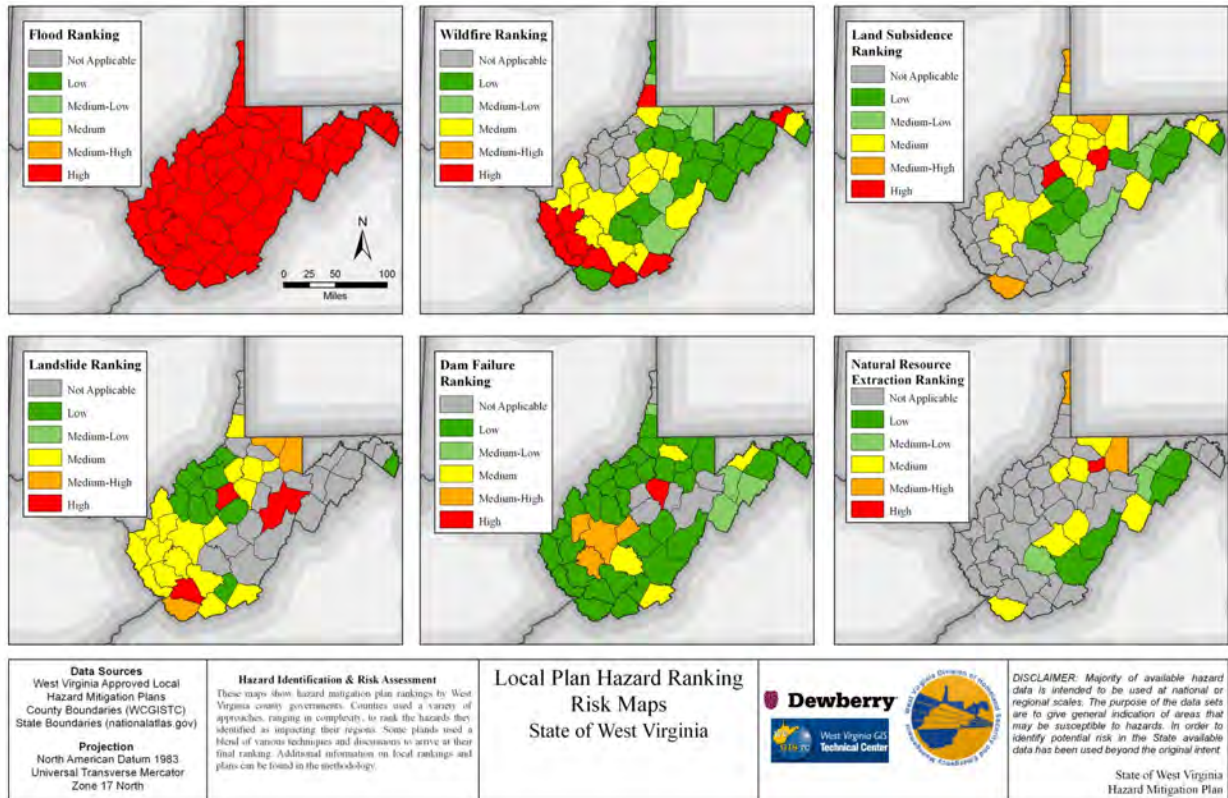 Flood Ranking
Not Applicable
Low
Medium-Low
Medium
Medium-High
High
N
0 25 50 100
Miles
Wildfire Ranking
Not Applicable
Low
Medium-Low
Medium
Medium-High
High
Land Subsidence
Ranking
Not Applicable
Low
Medium-Low
Medium
Medium-High
High
Landslide Ranking
Not Applicable
Low
Medium-Low
Medium
Medium-High
High
Dam Failure
Ranking
Not Applicable
Low
Medium-Low
Medium
Medium-High
High
Natural Resource
Extraction Ranking
Not Applicable
Low
Medium-Low
Medium
Medium-High
High
Data Sources
West Virginia Approved Local
Hazard Mitigation Plans
County Boundaries (WCGISTC)
State Boundaries (nationalatlas.gov)
Projection
North American Datum 1983
Universal Transverse Mercator
Zone 17 North
Hazard Identification & Risk Assessment
These maps show hazard mitigation plan rankings by West
Virginia county governments. Counties used a variety of
approaches, ranging in complexity, to rank the hazards they
identified as impacting their regions. Some plands used a
blend of various techniques and discussions to arrive at their
final ranking. Additional information on local rankings and
plans can be found in the methodology.
Local Plan Hazard Ranking
Risk Maps
State of West Virginia
Dewberry
West Virginia GIS
Technical Center
GIS TC
West Virginia Division of Homeland Security and Emergency Management
DISCLAIMER: Majority of available hazard
data is intended to be used at national or
regional scales. The purpose of the data sets
are to give general indication of areas that
may be susceptible to hazards. In order to
identify potential risk in the State available
data has been used beyond the original intent.
State of West Virginia
Hazard Mitigation Plan